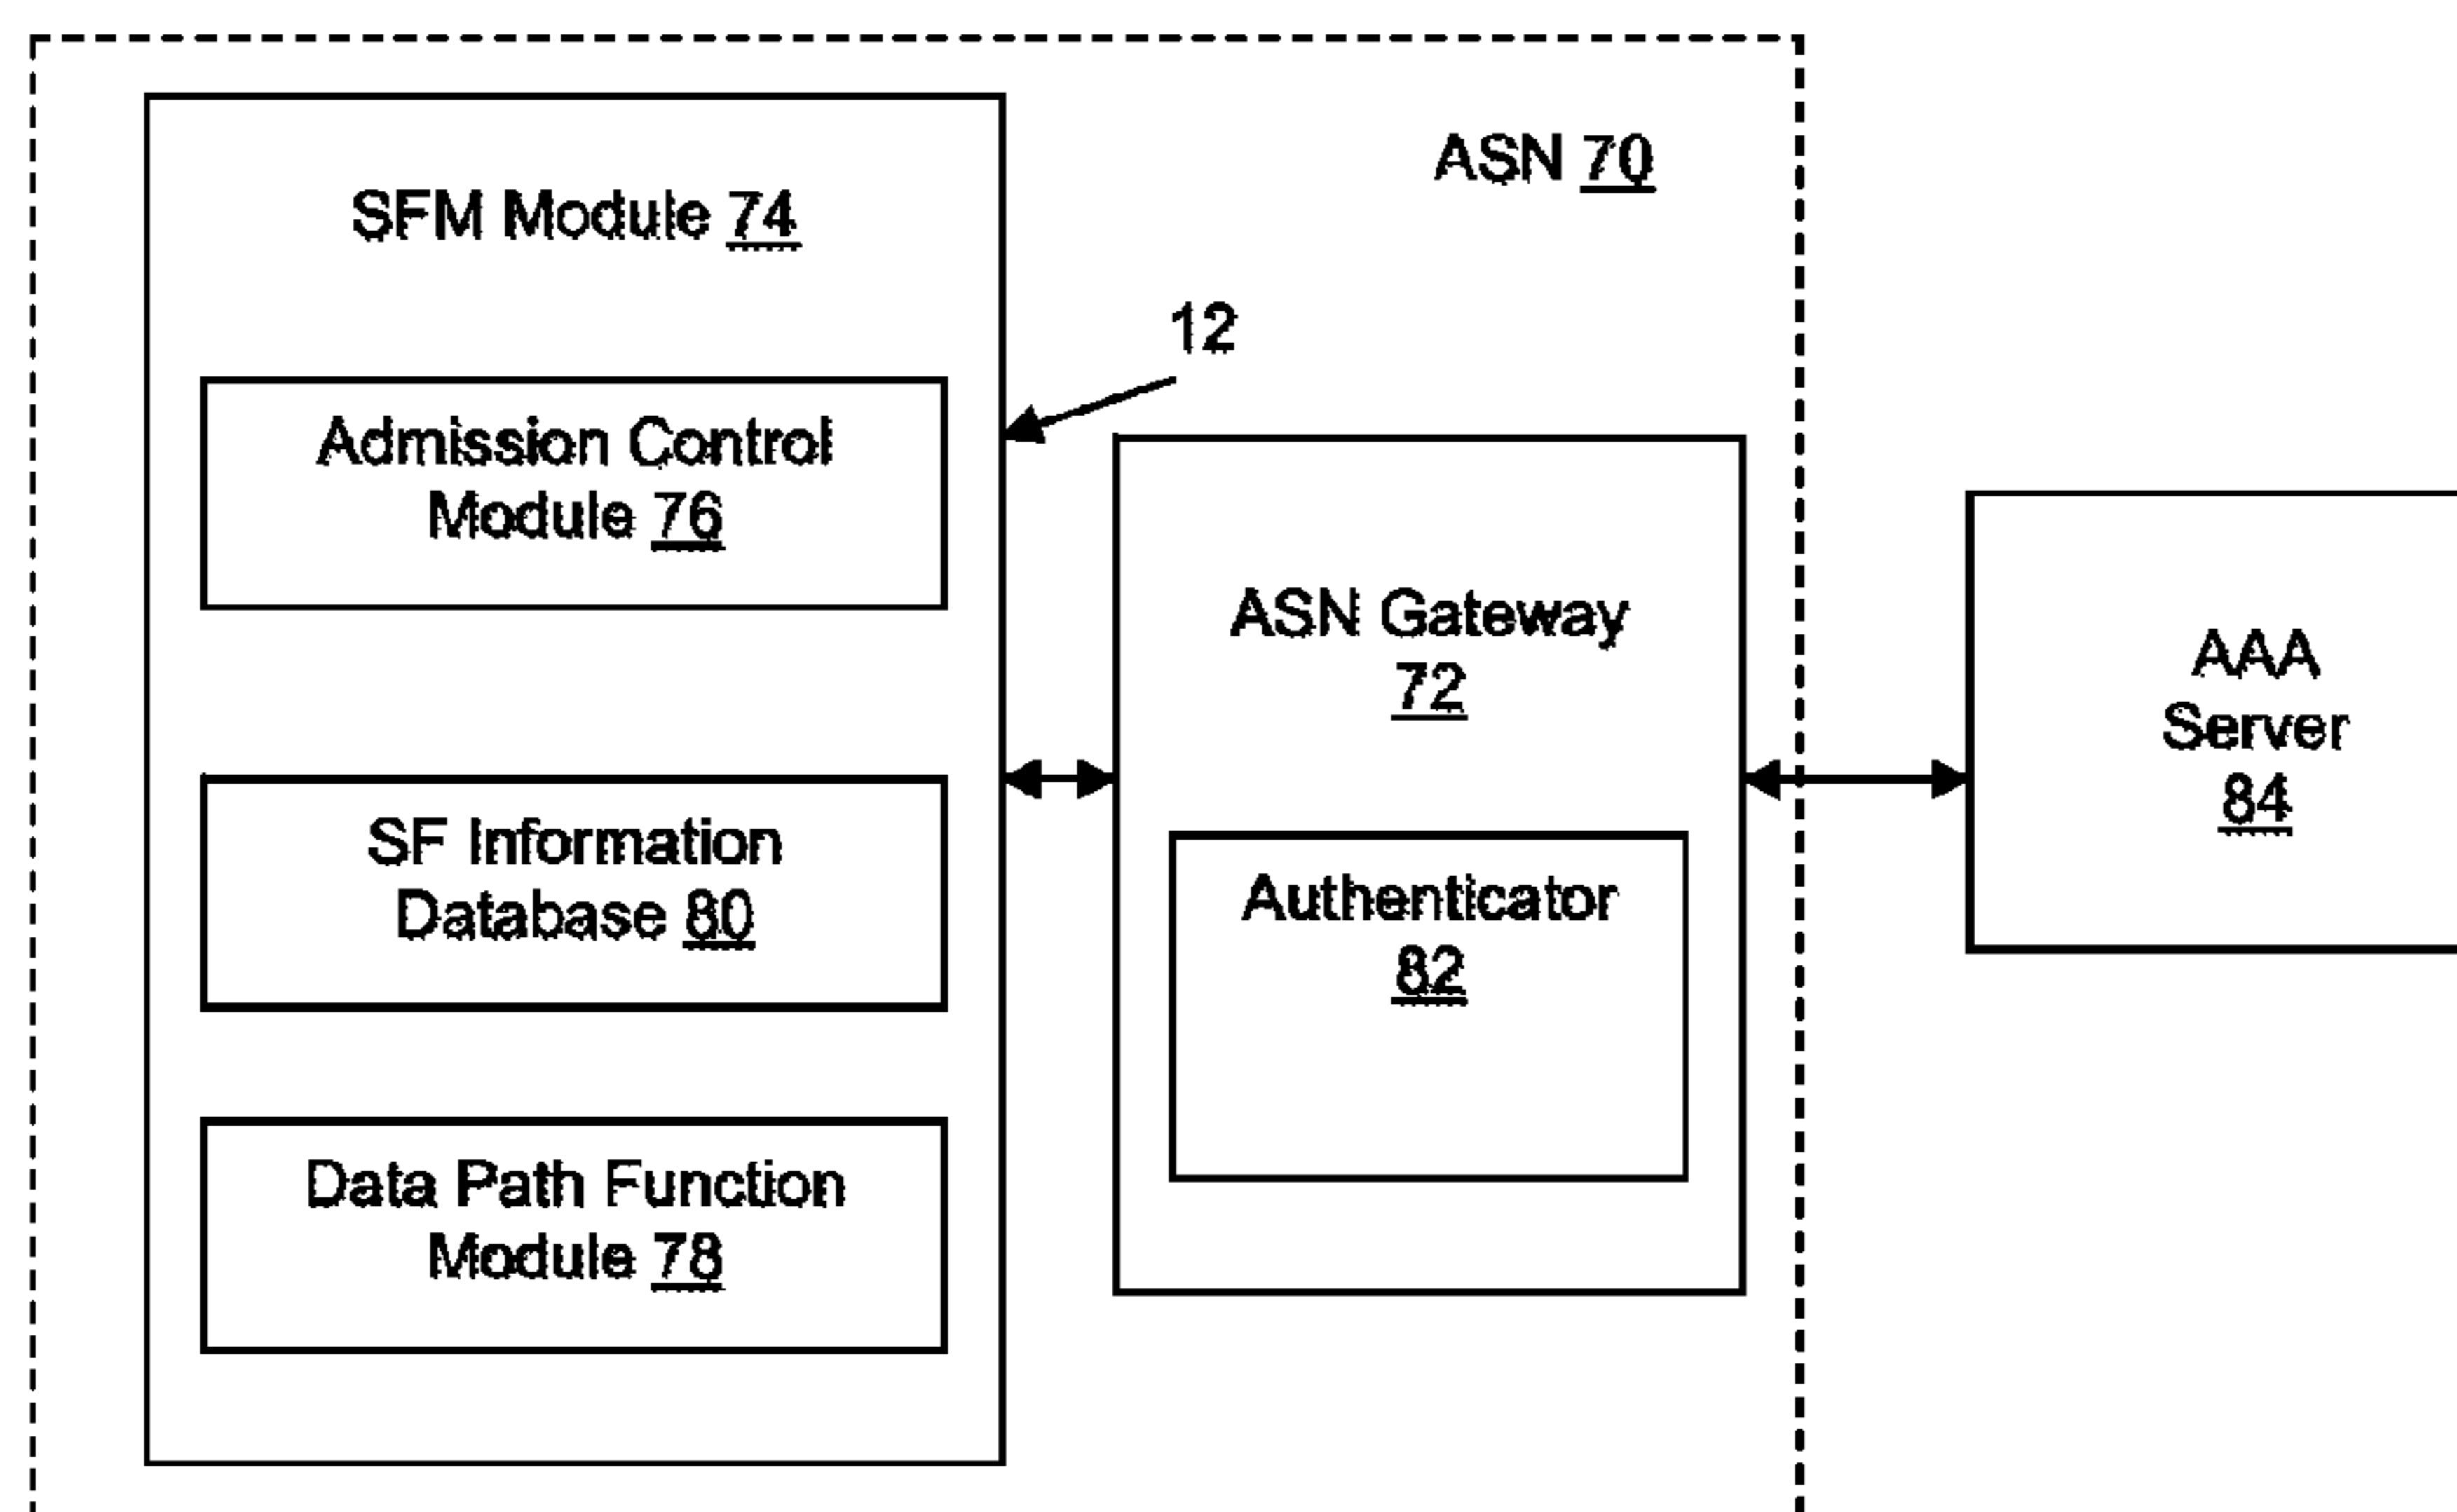 ASN 70
SFM Module 74
12
Admission Control
Module 76
ASN Gateway
72
AAA
Server
84
SF Information
Database 80
Authenticator
82
Data Path Function
Module 78